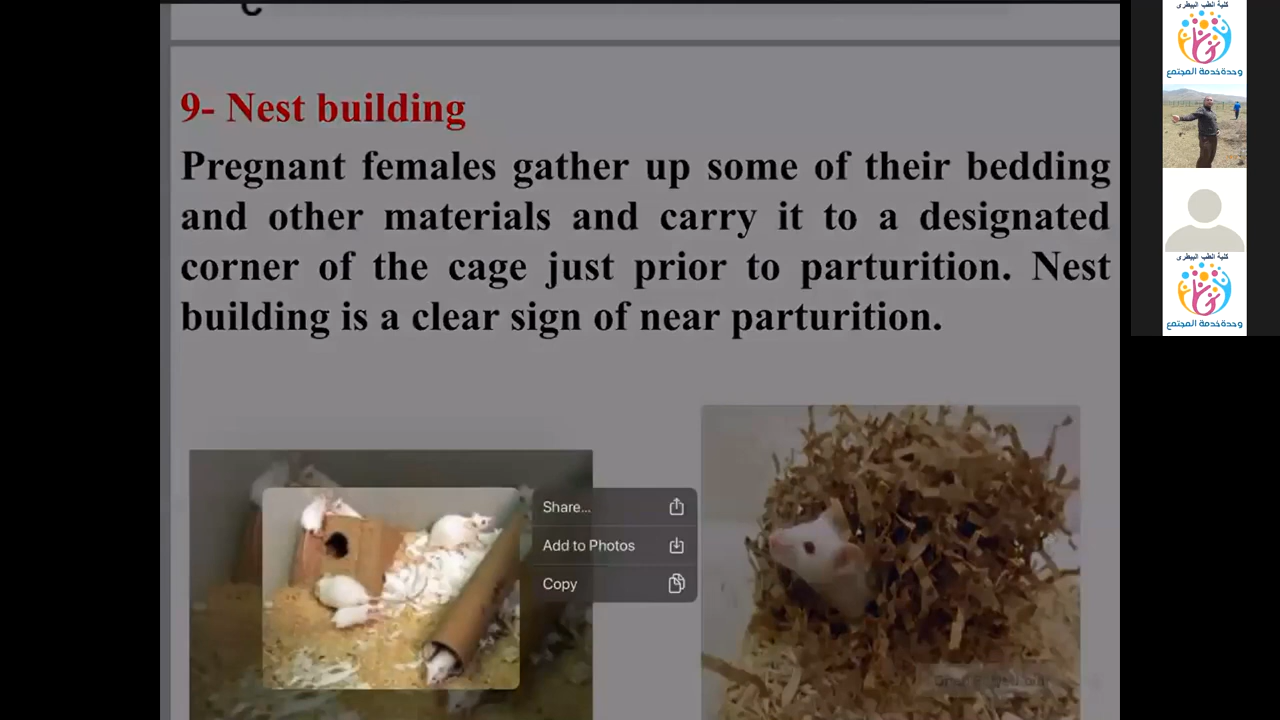 9- Nest building
Pregnant females gather up some of their bedding
and other materials and carry it to a designated
corner of the cage just prior to parturition. Nest
building is a clear sign of near parturition.
Share...
Add to Photos
Copy
كلية الطب البيطرى
وحدة خدمة المجتمع
كلية الطب البيطرى
وحدة خدمة المجتمع